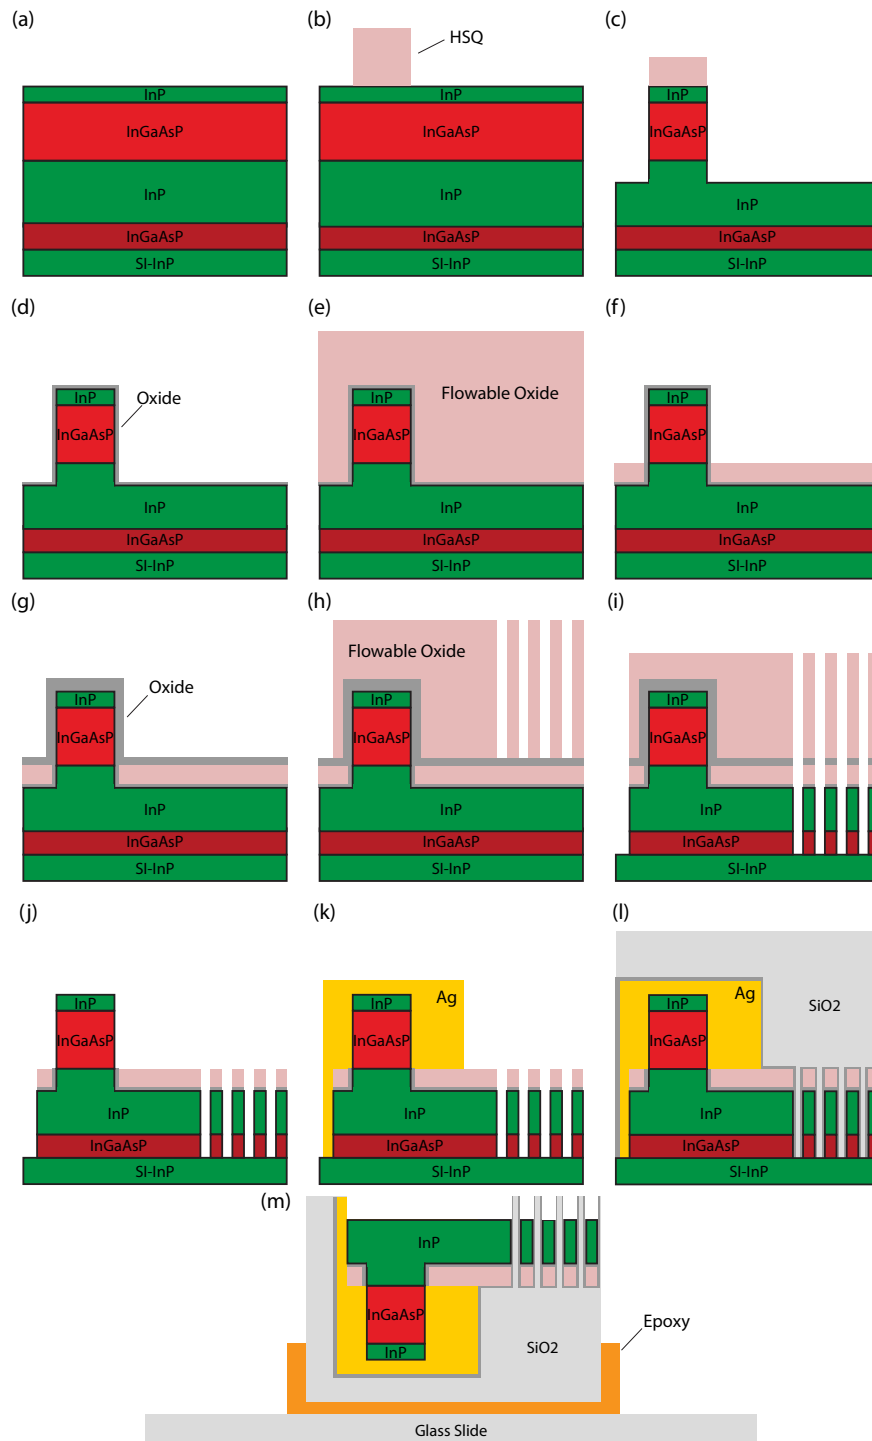 (a)
(b)
(c)
HSQ
InP
InGaAsP
InP
InGaAsP
SI-InP
InP
InGaAsP
InP
InGaAsP
SI-InP
InP
InGaAsP
InP
InGaAsP
SI-InP
(d)
(e)
(f)
InP
Oxide
InGaAsP
InP
InGaAsP
SI-InP
Flowable Oxide
InP
InGaAsP
InP
InGaAsP
SI-InP
InP
InGaAsP
InP
InGaAsP
SI-InP
(g)
(h)
(i)
Oxide
InP
InGaAsP
InP
InGaAsP
SI-InP
Flowable Oxide
InP
InGaAsP
InP
InGaAsP
SI-InP
InP
InGaAsP
InP
InGaAsP
SI-InP
(j)
(k)
(l)
InP
InGaAsP
InP
InGaAsP
SI-InP
Ag
InP
InGaAsP
InP
InGaAsP
SI-InP
Ag
SiO2
InP
InGaAsP
InP
InGaAsP
SI-InP
(m)
InP
InGaAsP
InP
SiO2
Epoxy
Glass Slide